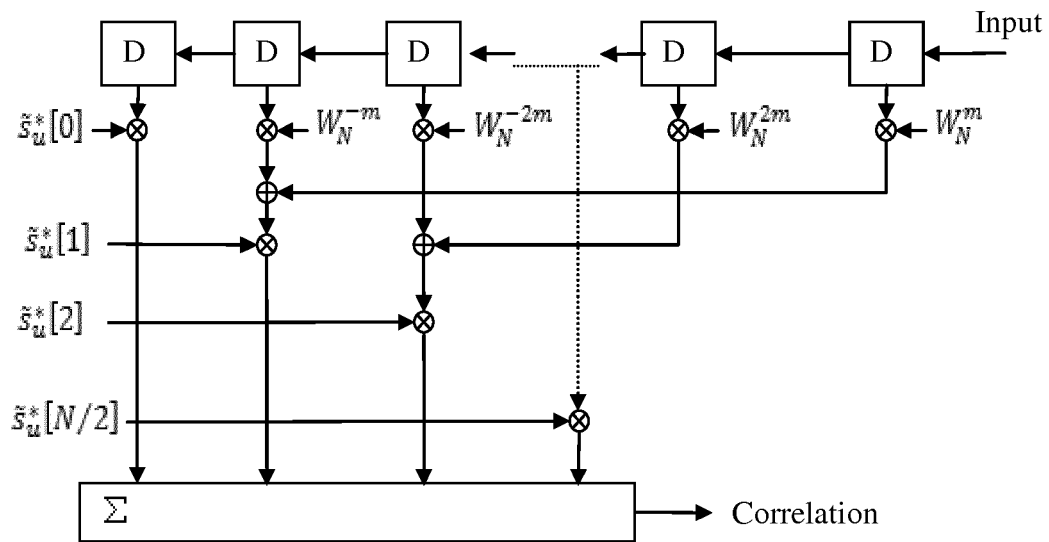 Input
D D D D D
s̃*ᵤ[0] W_N^{-m} W_N^{-2m} W_N^{2m} W_N^{m}
s̃*ᵤ[1]
s̃*ᵤ[2]
s̃*ᵤ[N/2]
Σ
Correlation